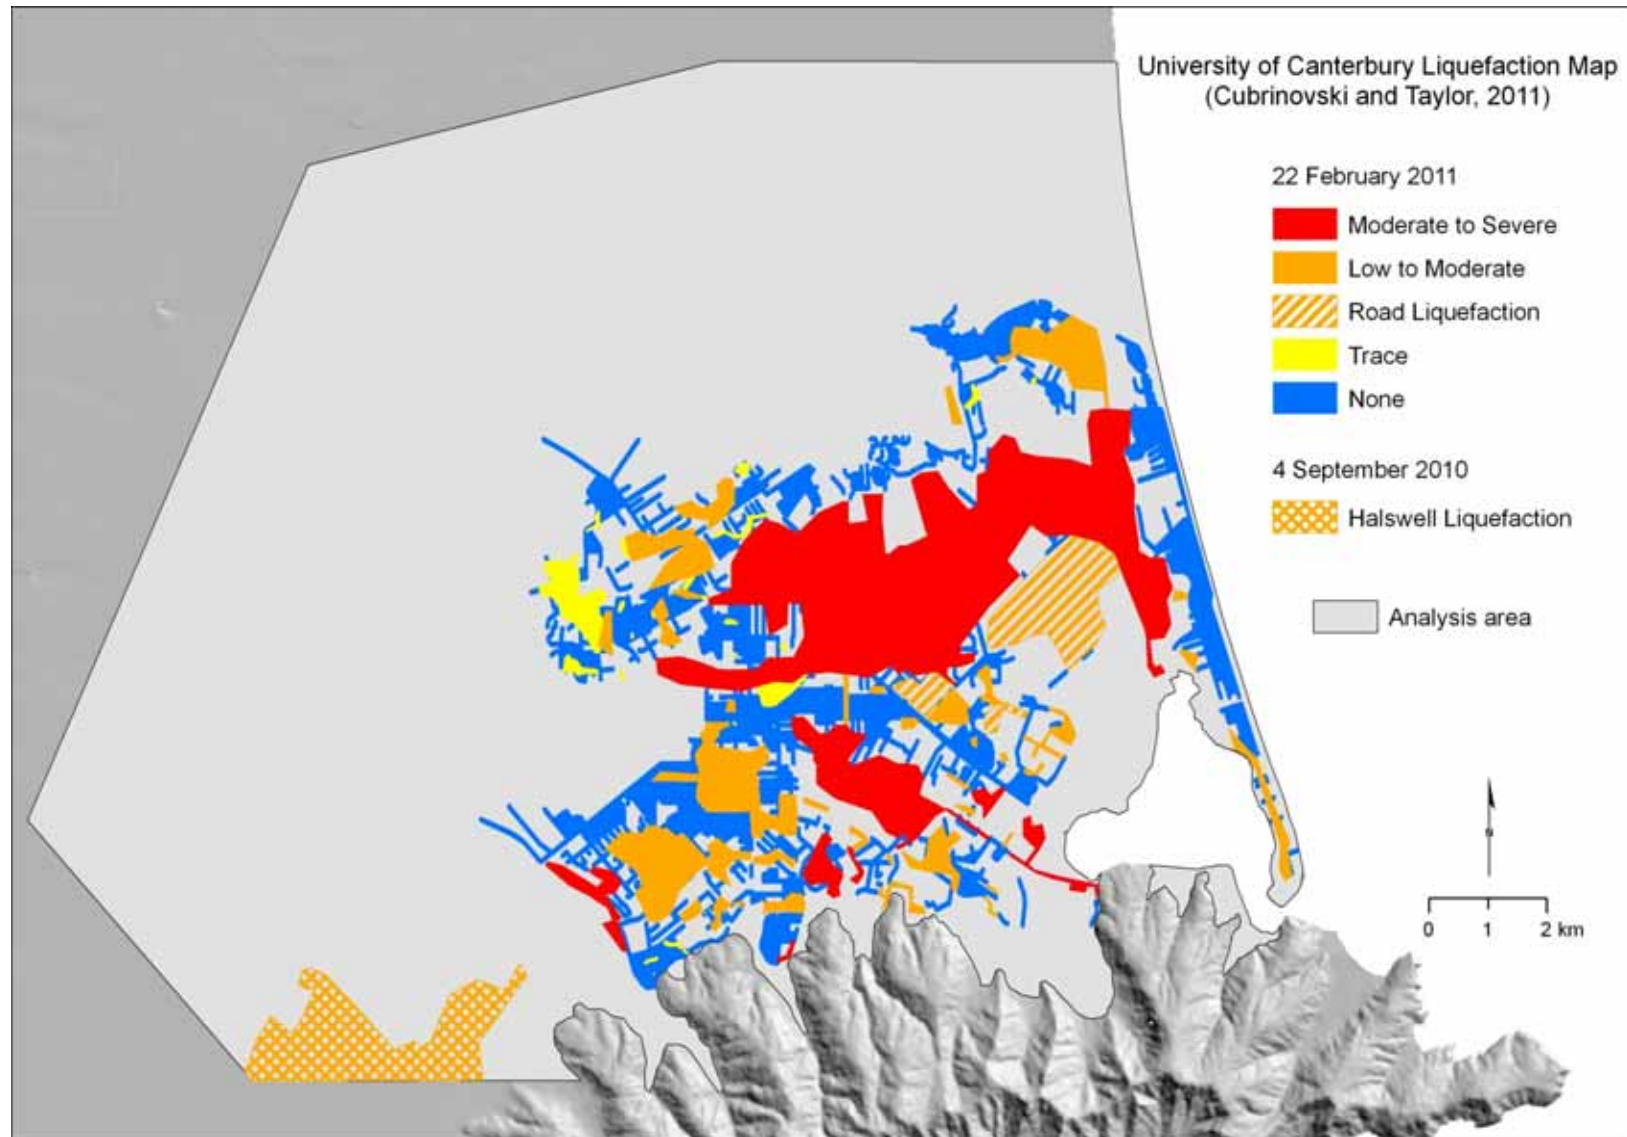 University of Canterbury Liquefaction Map
(Cubrinovski and Taylor, 2011)
22 February 2011
Moderate to Severe
Low to Moderate
Road Liquefaction
Trace
None
4 September 2010
Halswell Liquefaction
Analysis area
N
0 1 2 km